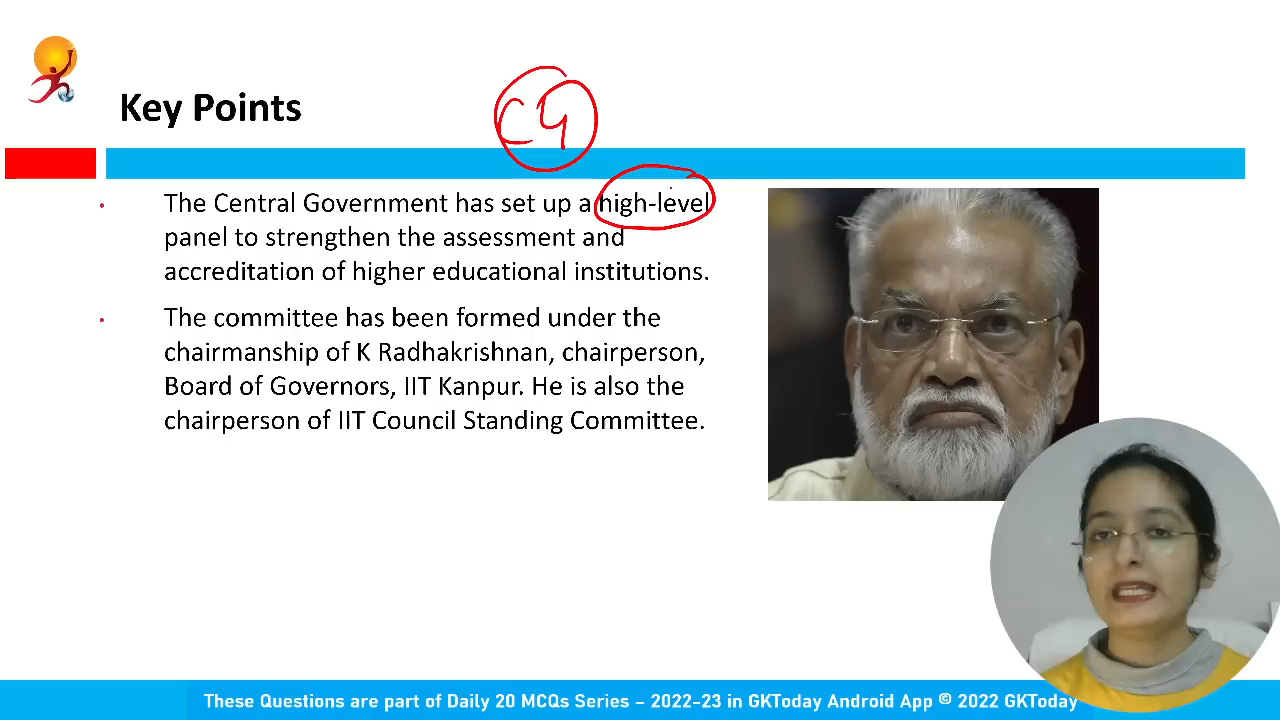 Key Points
CG
The Central Government has set up a high-level
panel to strengthen the assessment and
accreditation of higher educational institutions.
The committee has been formed under the
chairmanship of K Radhakrishnan, chairperson,
Board of Governors, IIT Kanpur. He is also the
chairperson of IIT Council Standing Committee.
These Questions are part of Daily 20 MCQs Series – 2022-23 in GKToday Android App © 2022 GKToday